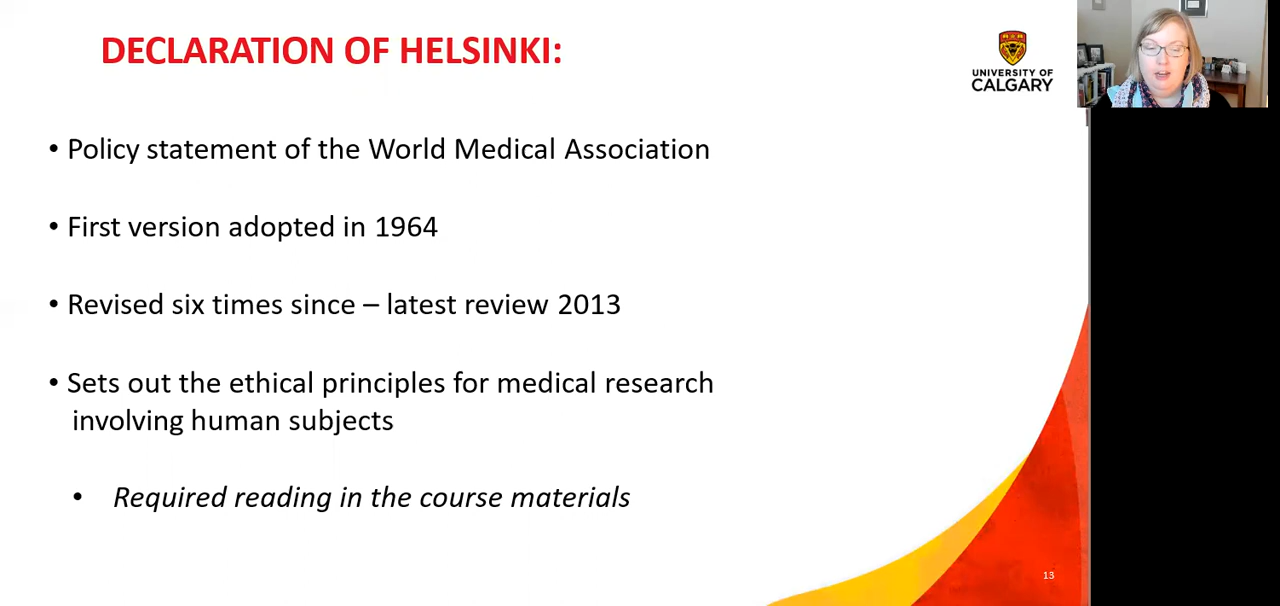 DECLARATION OF HELSINKI:
UNIVERSITY OF
CALGARY
• Policy statement of the World Medical Association
• First version adopted in 1964
• Revised six times since – latest review 2013
• Sets out the ethical principles for medical research
involving human subjects
• Required reading in the course materials
13